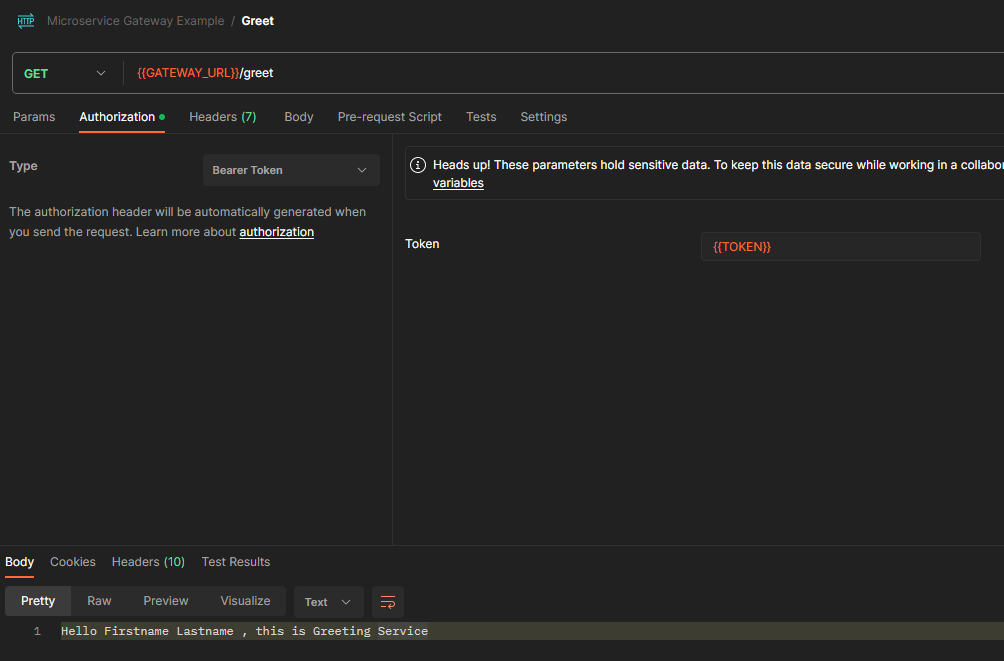 HTTP Microservice Gateway Example / Greet
GET {{GATEWAY_URL}}/greet
Params Authorization Headers (7) Body Pre-request Script Tests Settings
Type Bearer Token
The authorization header will be automatically generated when
you send the request. Learn more about authorization
Heads up! These parameters hold sensitive data. To keep this data secure while working in a collabor
variables
Token {{TOKEN}}
Body Cookies Headers (10) Test Results
Pretty Raw Preview Visualize Text
1 Hello Firstname Lastname , this is Greeting Service